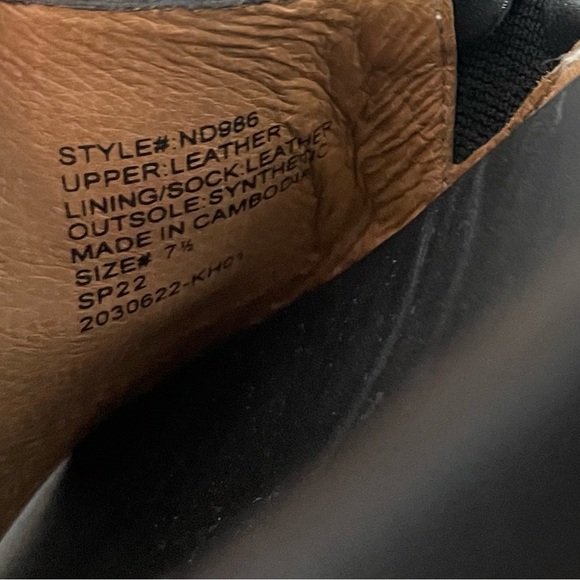 STYLE#:ND986
UPPER:LEATHER
LINING/SOCK:LEATHER
OUTSOLE:SYNTHETIC
MADE IN CAMBODIA
SIZE# 7½
SP22
2030622-KH01